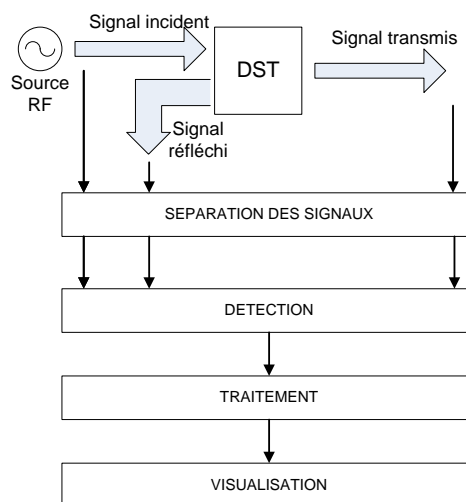 Signal incident
Source
RF
DST
Signal transmis
Signal
réfléchi
SEPARATION DES SIGNAUX
DETECTION
TRAITEMENT
VISUALISATION